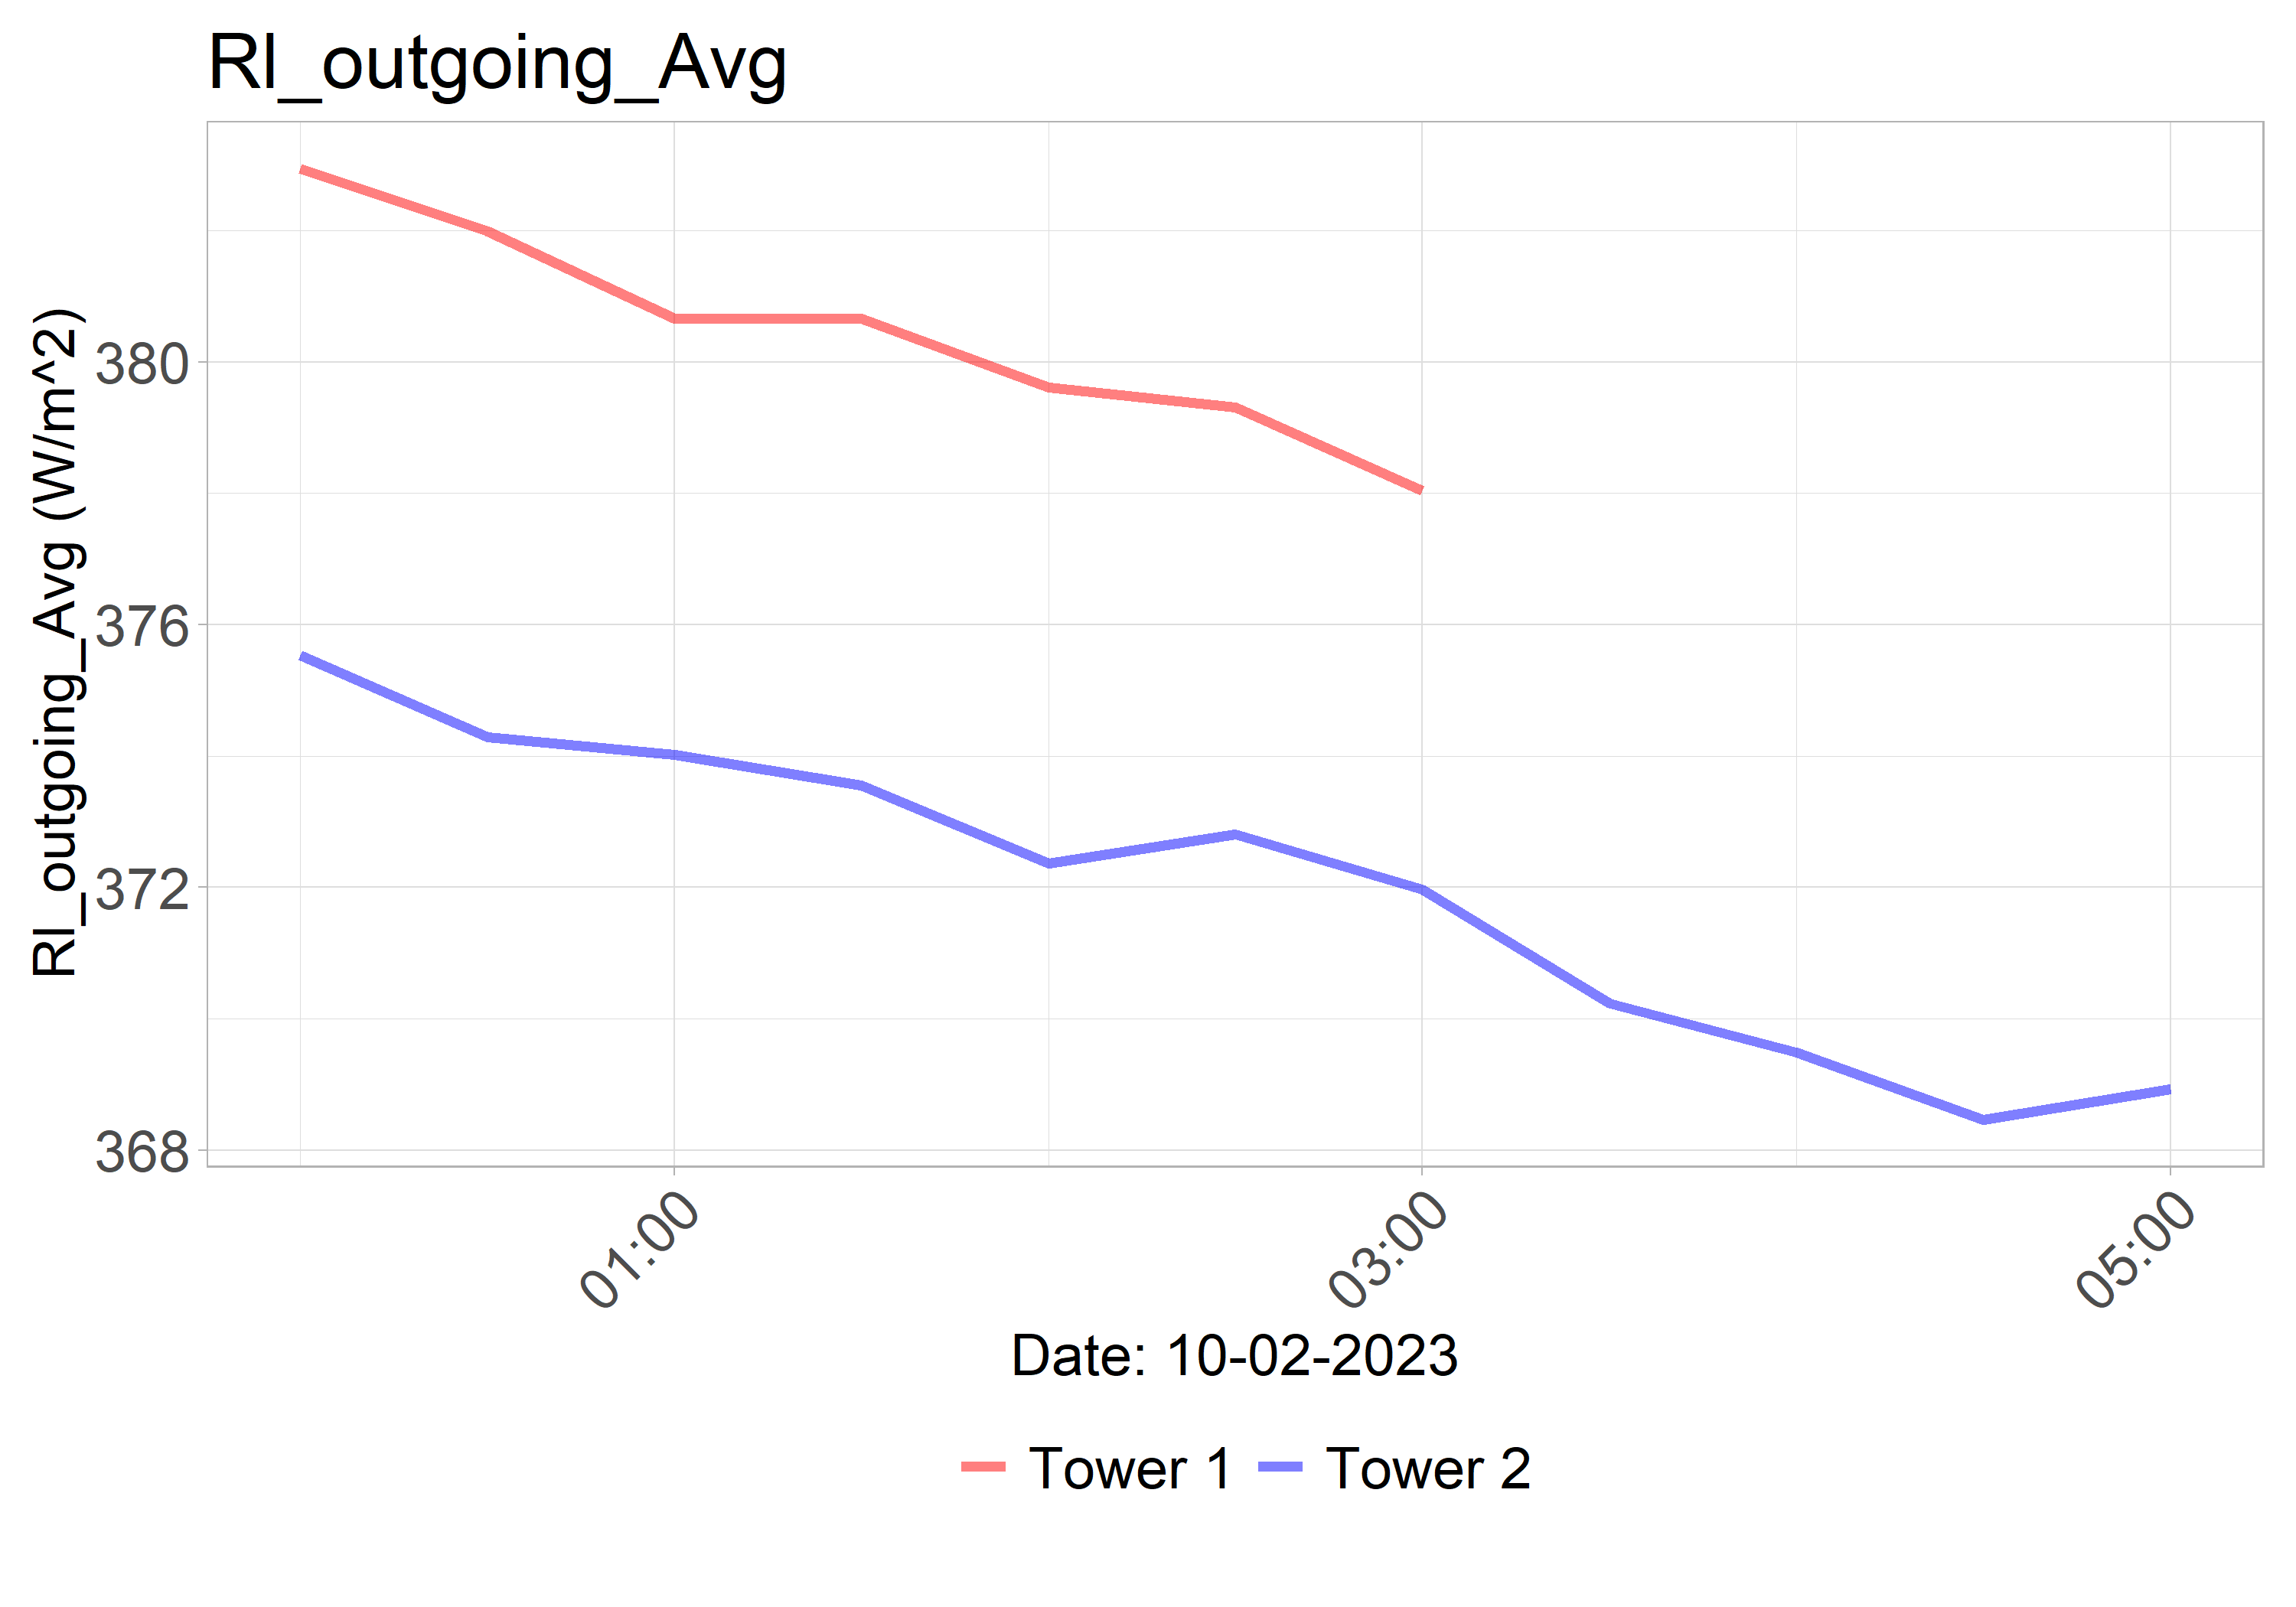 Rl_outgoing_Avg
Rl_outgoing_Avg (W/m^2)
380
376
372
368
01:00
03:00
05:00
Date: 10-02-2023
Tower 1
Tower 2